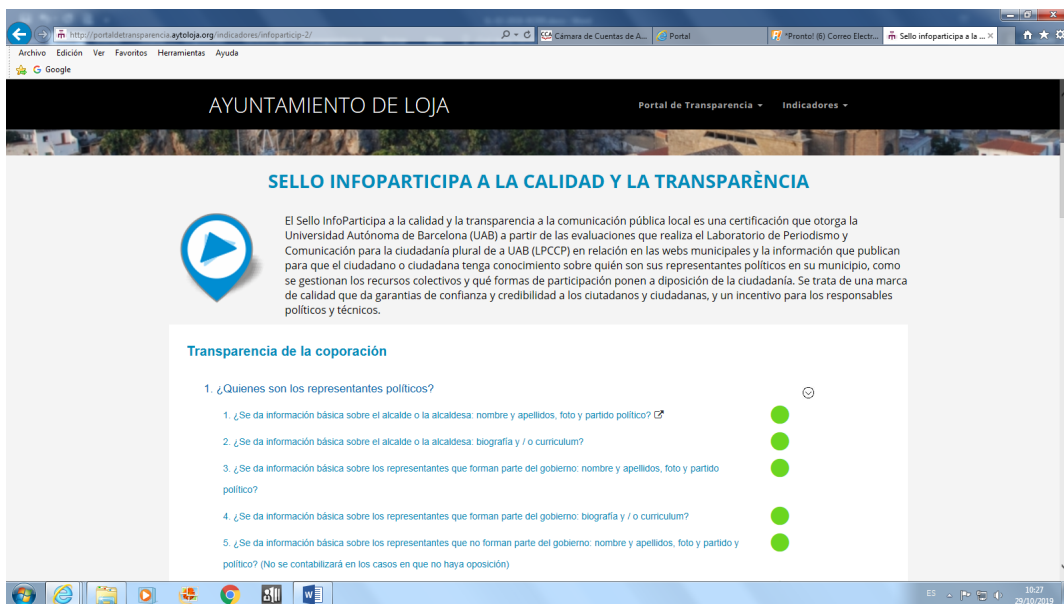 http://portaldetransparencia.aytoloja.org/indicadores/infoparticip-2/
Cámara de Cuentas de A...
Portal
*Pronto! (6) Correo Electr...
Sello infoparticipa a la ...
Archivo Edición Ver Favoritos Herramientas Ayuda
Google
AYUNTAMIENTO DE LOJA
Portal de Transparencia
Indicadores
SELLO INFOPARTICIPA A LA CALIDAD Y LA TRANSPARÈNCIA
El Sello InfoParticipa a la calidad y la transparencia a la comunicación pública local es una certificación que otorga la
Universidad Autónoma de Barcelona (UAB) a partir de las evaluaciones que realiza el Laboratorio de Periodismo y
Comunicación para la ciudadanía plural de a UAB (LPCCP) en relación en las webs municipales y la información que publican
para que el ciudadano o ciudadana tenga conocimiento sobre quién son sus representantes políticos en su municipio, como
se gestionan los recursos colectivos y qué formas de participación ponen a diposición de la ciudadanía. Se trata de una marca
de calidad que da garantias de confianza y credibilidad a los ciutadanos y ciudadanas, y un incentivo para los responsables
políticos y técnicos.
Transparencia de la coporación
1. ¿Quienes son los representantes políticos?
1. ¿Se da información básica sobre el alcalde o la alcaldesa: nombre y apellidos, foto y partido político?
2. ¿Se da información básica sobre el alcalde o la alcaldesa: biografía y / o curriculum?
3. ¿Se da información básica sobre los representantes que forman parte del gobierno: nombre y apellidos, foto y partido
político?
4. ¿Se da información básica sobre los representantes que forman parte del gobierno: biografía y / o curriculum?
5. ¿Se da información básica sobre los representantes que no forman parte del gobierno: nombre y apellidos, foto y partido y
político? (No se contabilizará en los casos en que no haya oposición)
ES
10:27
29/10/2019